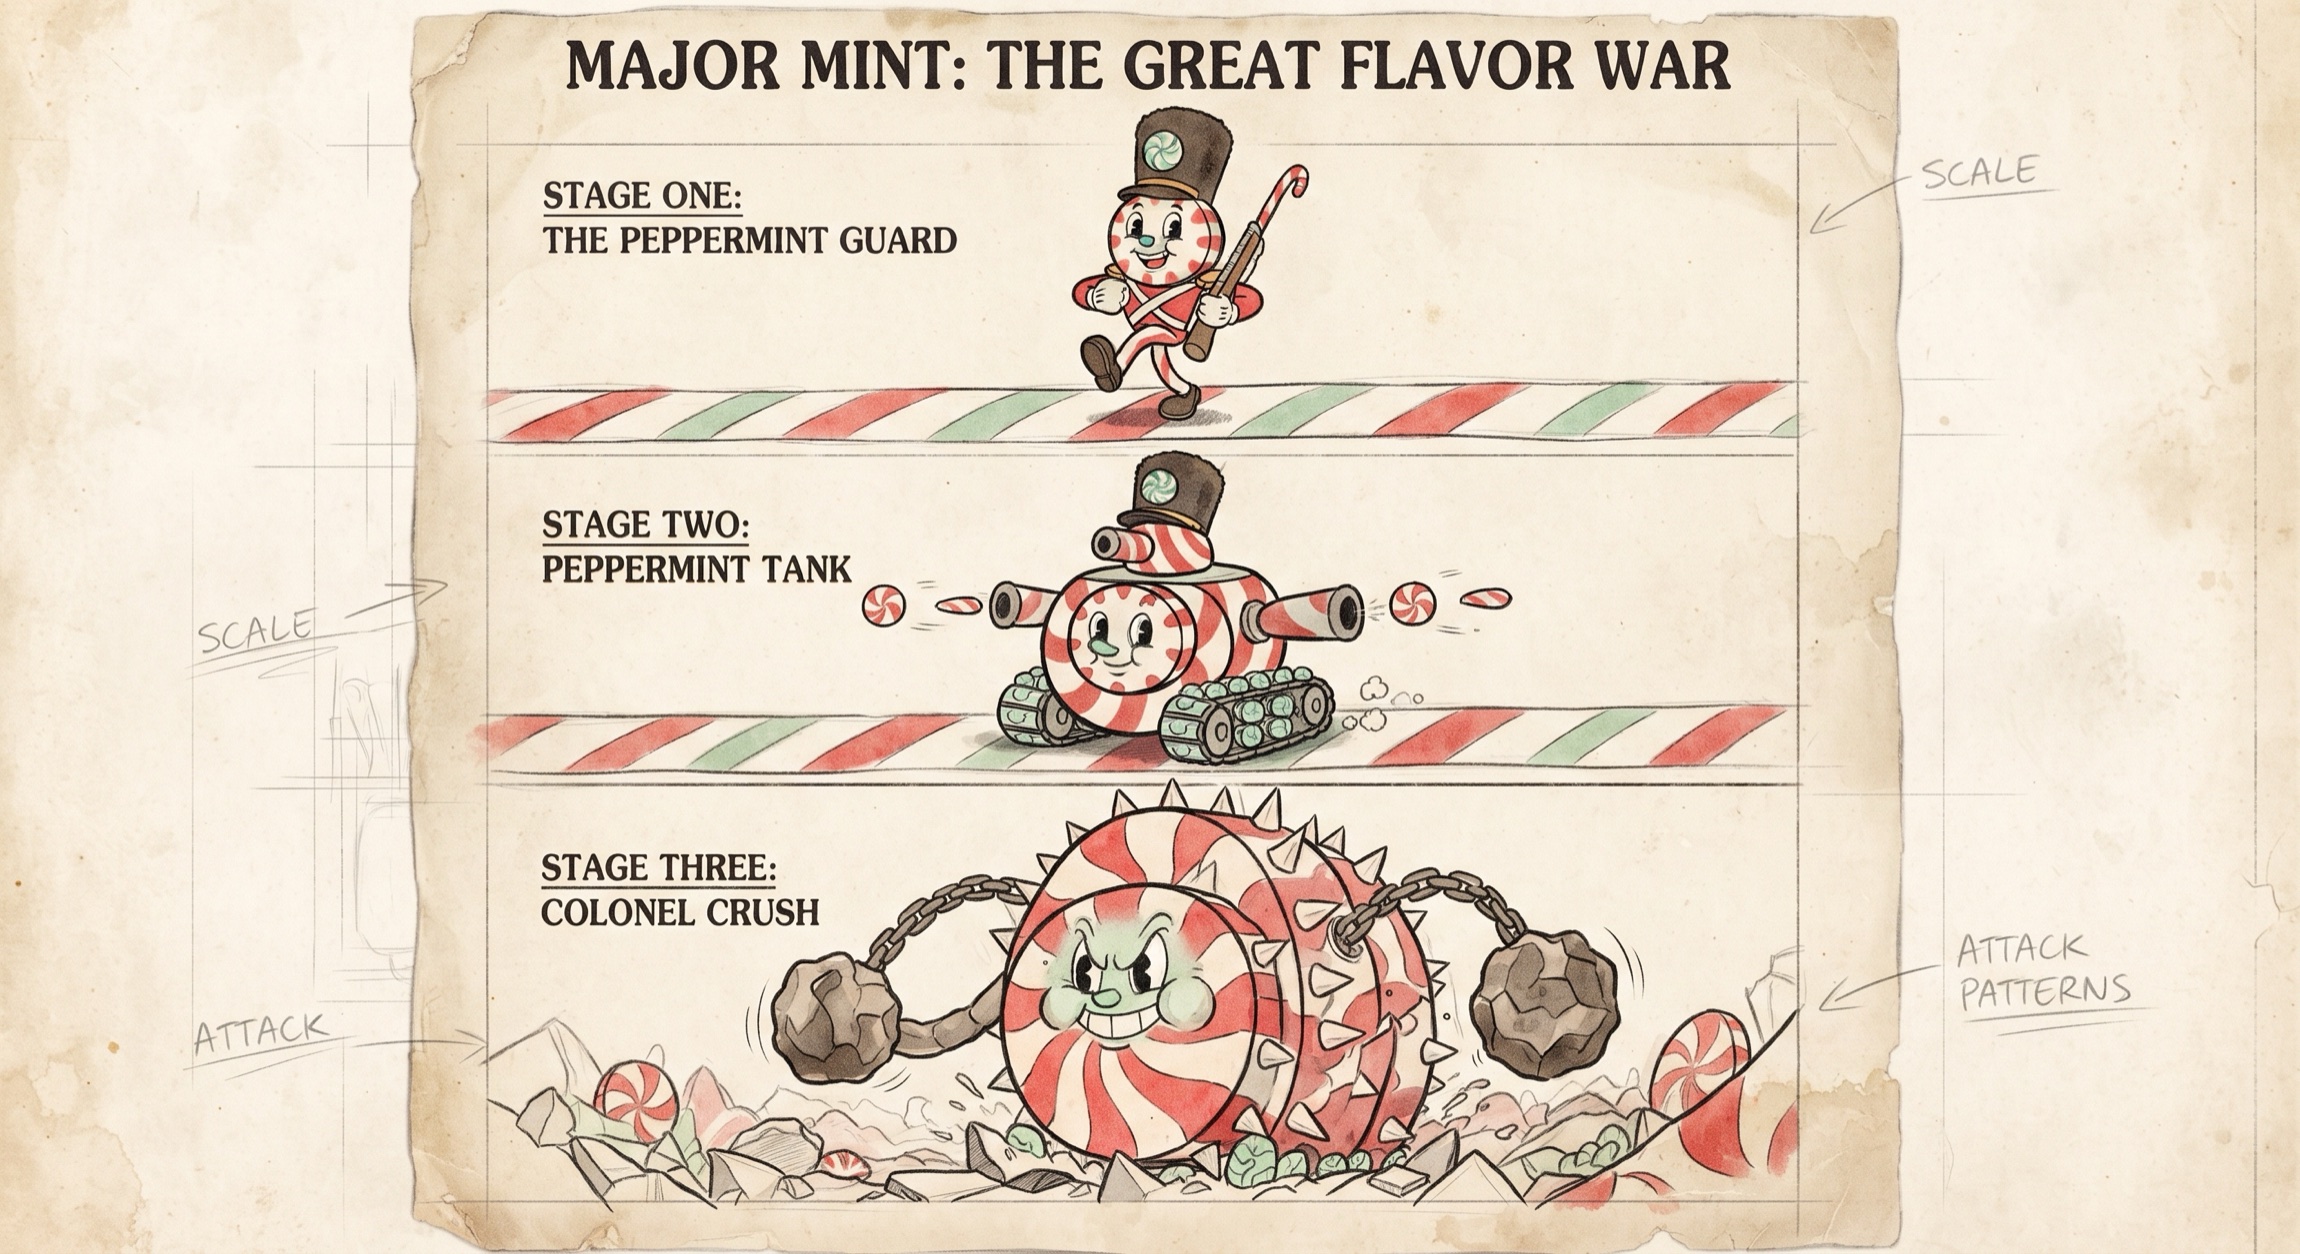 MAJOR MINT: THE GREAT FLAVOR WAR
STAGE ONE:
THE PEPPERMINT GUARD
SCALE
STAGE TWO:
PEPPERMINT TANK
SCALE
STAGE THREE:
COLONEL CRUSH
ATTACK
PATTERNS
ATTACK